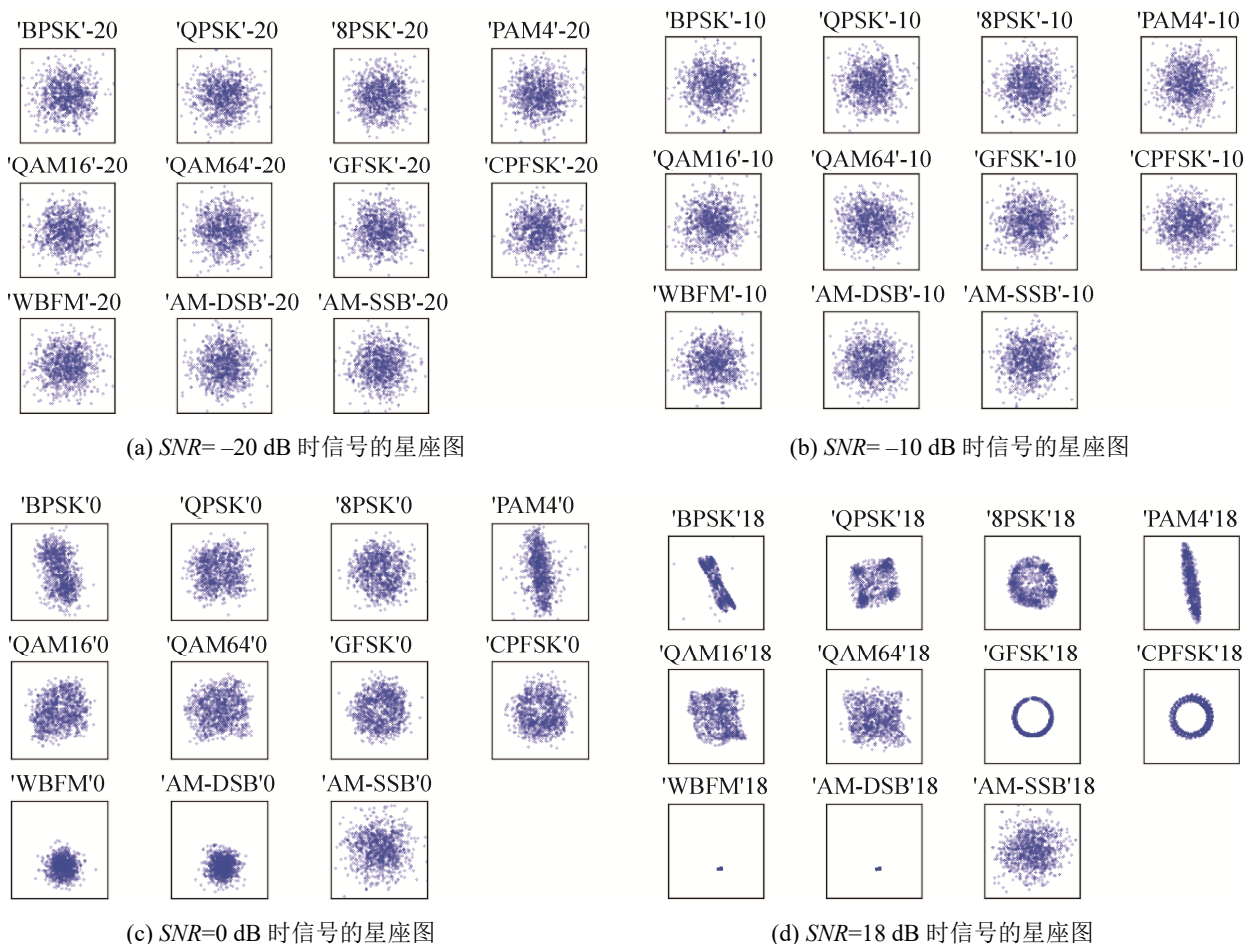 'BPSK'-20 'QPSK'-20 '8PSK'-20 'PAM4'-20
'QAM16'-20 'QAM64'-20 'GFSK'-20 'CPFSK'-20
'WBFM'-20 'AM-DSB'-20 'AM-SSB'-20
(a) SNR= –20 dB 时信号的星座图
'BPSK'-10 'QPSK'-10 '8PSK'-10 'PAM4'-10
'QAM16'-10 'QAM64'-10 'GFSK'-10 'CPFSK'-10
'WBFM'-10 'AM-DSB'-10 'AM-SSB'-10
(b) SNR= –10 dB 时信号的星座图
'BPSK'0 'QPSK'0 '8PSK'0 'PAM4'0
'QAM16'0 'QAM64'0 'GFSK'0 'CPFSK'0
'WBFM'0 'AM-DSB'0 'AM-SSB'0
(c) SNR=0 dB 时信号的星座图
'BPSK'18 'QPSK'18 '8PSK'18 'PAM4'18
'QAM16'18 'QAM64'18 'GFSK'18 'CPFSK'18
'WBFM'18 'AM-DSB'18 'AM-SSB'18
(d) SNR=18 dB 时信号的星座图